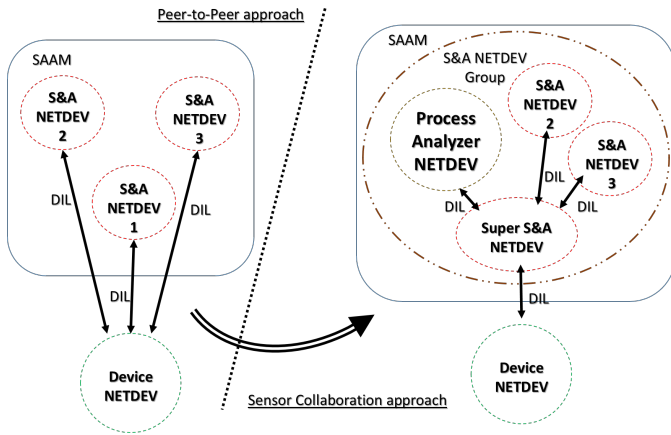 Peer-to-Peer approach
SAAM
S&A
NETDEV
2
S&A
NETDEV
3
S&A
NETDEV
1
DIL
DIL
DIL
Device
NETDEV
SAAM
S&A NETDEV
Group
S&A
NETDEV
2
Process
Analyzer
NETDEV
S&A
NETDEV
3
DIL
DIL
DIL
Super S&A
NETDEV
DIL
Device
NETDEV
Sensor Collaboration approach